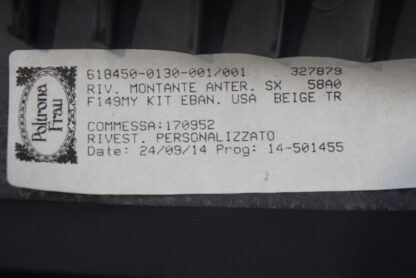 618450-0130-001/001 327879
RIV. MONTANTE ANTER. SX 58A0
F149MY KIT EBAN. USA BEIGE TR
COMMESSA:170952
RIVEST. PERSONALIZZATO
Date: 24/09/14 Prog: 14-501455
Poltrona
Frau